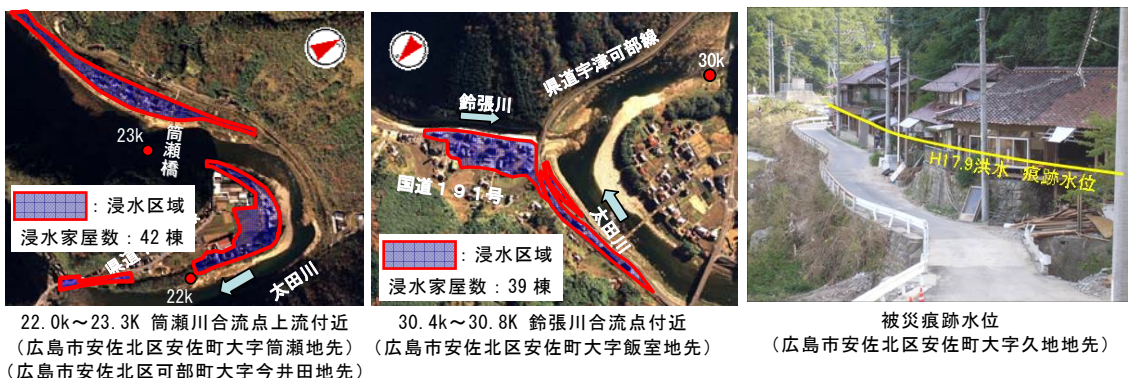 23k
筒瀬橋
：浸水区域
浸水家屋数：42 棟
県道
22k
太田川
22.0k～23.3K 筒瀬川合流点上流付近
（広島市安佐北区安佐町大字筒瀬地先）
（広島市安佐北区可部町大字今井田地先）
県道宇津可部線
30k
鈴張川
国道191号
太田川
：浸水区域
浸水家屋数：39 棟
30.4k～30.8K 鈴張川合流点付近
（広島市安佐北区安佐町大字飯室地先）
H17.9洪水 痕跡水位
被災痕跡水位
（広島市安佐北区安佐町大字久地地先）